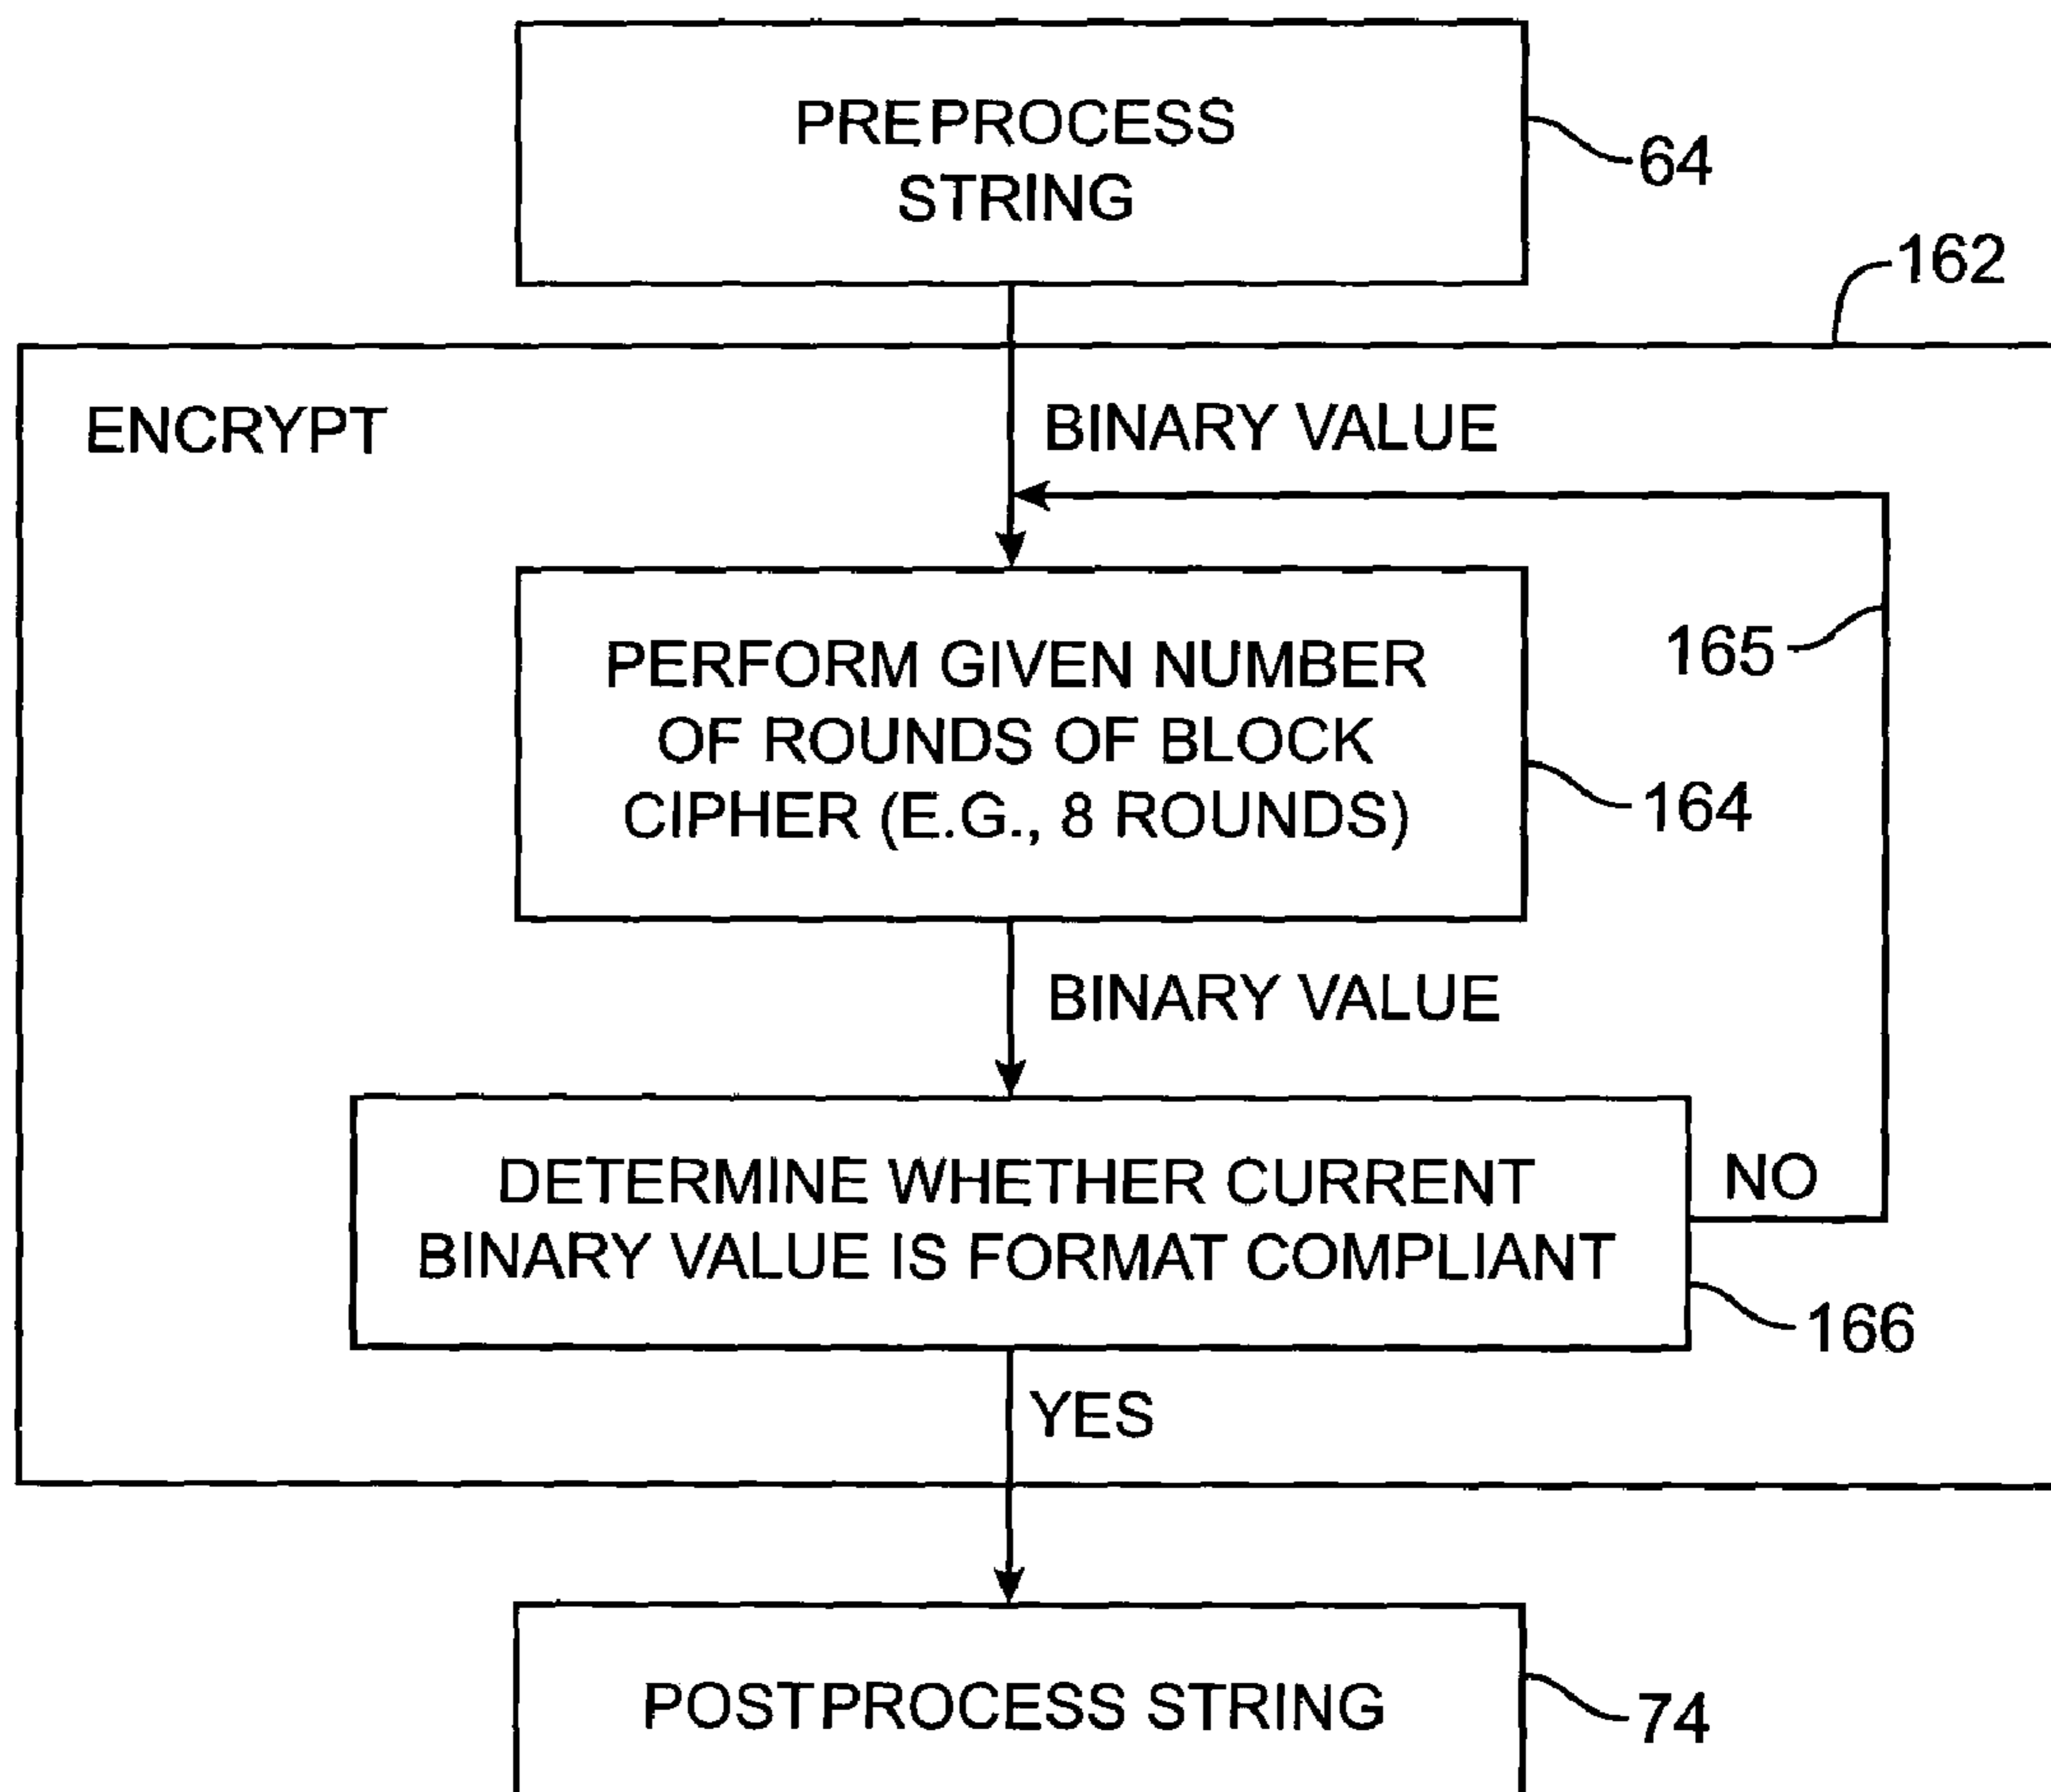 PREPROCESS
STRING
64
162
ENCRYPT
BINARY VALUE
PERFORM GIVEN NUMBER
OF ROUNDS OF BLOCK
CIPHER (E.G., 8 ROUNDS)
165
164
BINARY VALUE
DETERMINE WHETHER CURRENT
BINARY VALUE IS FORMAT COMPLIANT
NO
166
YES
POSTPROCESS STRING
74